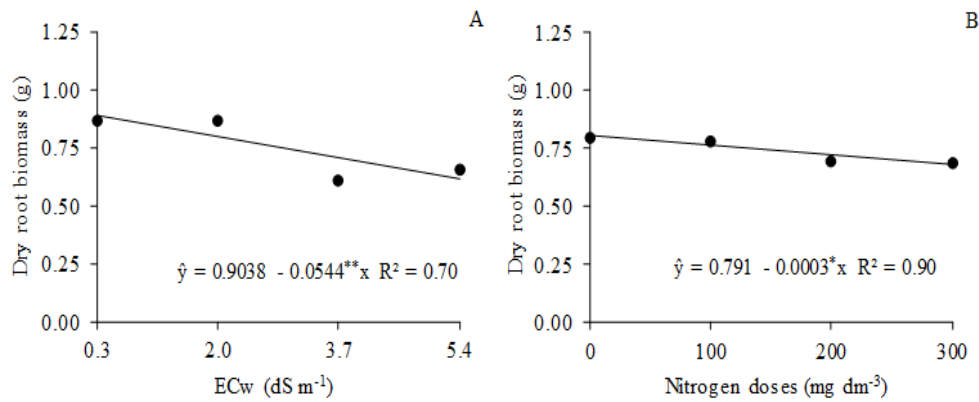 A
1.25
1.00
0.75
0.50
0.25
0.00
Dry root biomass (g)
ŷ = 0.9038 - 0.0544**x R² = 0.70
0.3 2.0 3.7 5.4
ECw (dS m⁻¹)
B
1.25
1.00
0.75
0.50
0.25
0.00
Dry root biomass (g)
ŷ = 0.791 - 0.0003*x R² = 0.90
0 100 200 300
Nitrogen doses (mg dm⁻³)